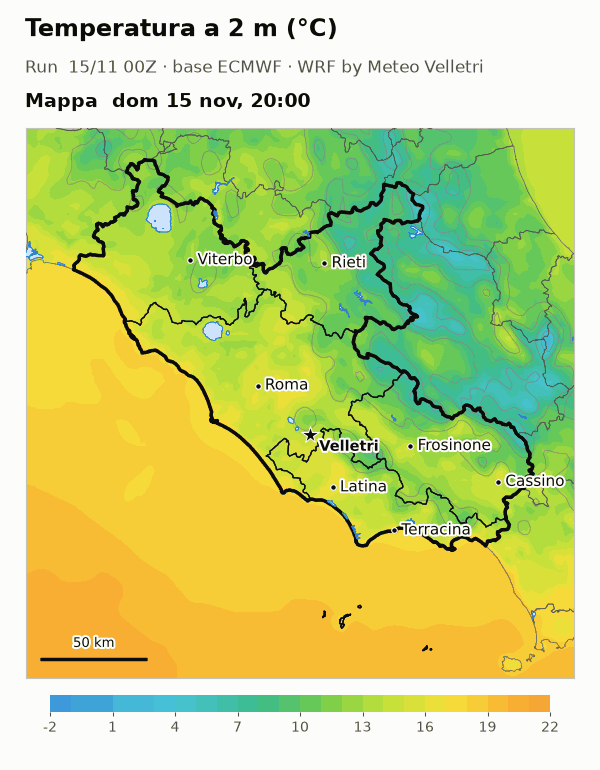 Temperatura a 2 m (°C)
Run  15/11 00Z · base ECMWF · WRF by Meteo Velletri
Mappa  dom 15 nov, 20:00
Viterbo
Rieti
Roma
Velletri
Frosinone
Cassino
Latina
Terracina
50 km
-2 1 4 7 10 13 16 19 22